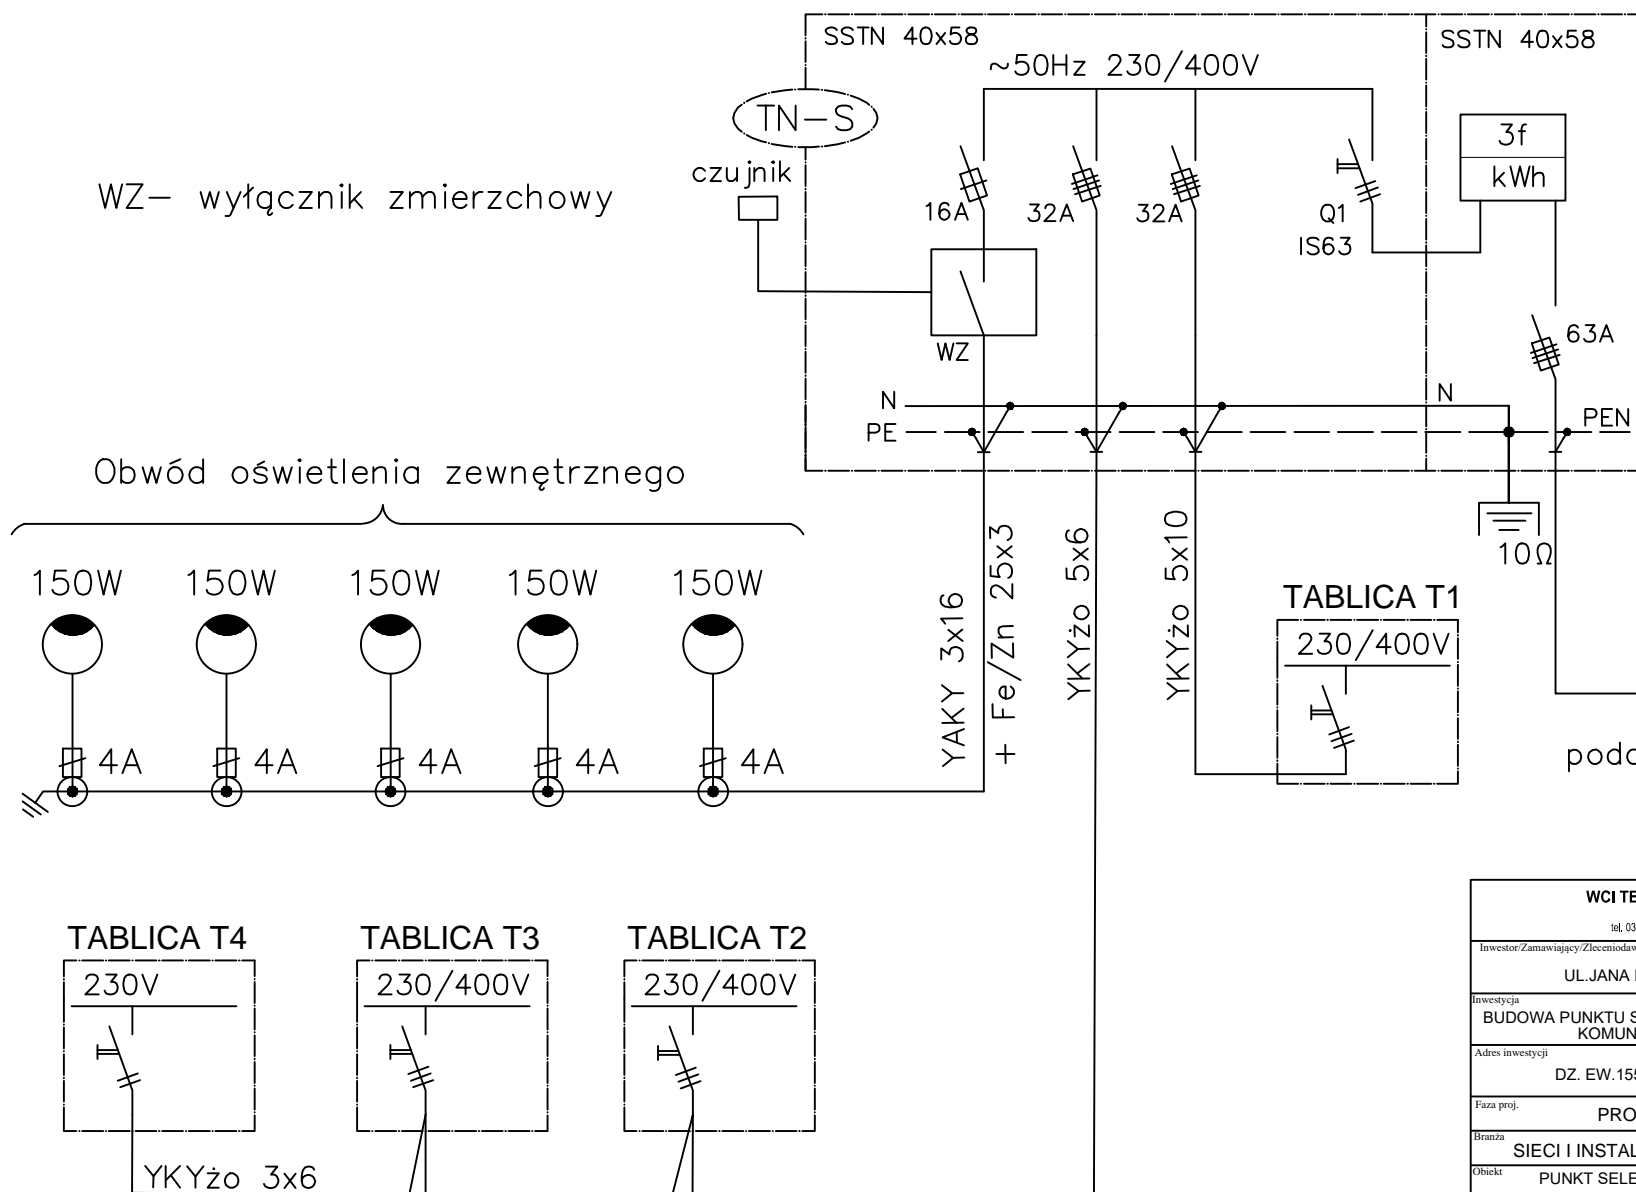 SSTN 40x58
SSTN 40x58
~50Hz 230/400V
TN-S
3f
kWh
czujnik
WZ- wyłącznik zmierzchowy
16A
32A
32A
Q1
IS63
63A
WZ
N
N
PE
PEN
Obwód oświetlenia zewnętrznego
10Ω
150W
150W
150W
150W
150W
YAKY 3x16
+ Fe/Zn 25x3
YKYżo 5x6
YKYżo 5x10
TABLICA T1
230/400V
4A
4A
4A
4A
4A
TABLICA T4
TABLICA T3
TABLICA T2
230V
230/400V
230/400V
YKYżo 3x6
WCI TE
tel. 03
Inwestor/Zamawiający/Zleceniodaw
UL.JANA
Inwestycja
BUDOWA PUNKTU S
KOMUN
Adres inwestycji
DZ. EW.155
Faza proj.
PRO
Branża
SIECI I INSTAL
Obiekt
PUNKT SELE